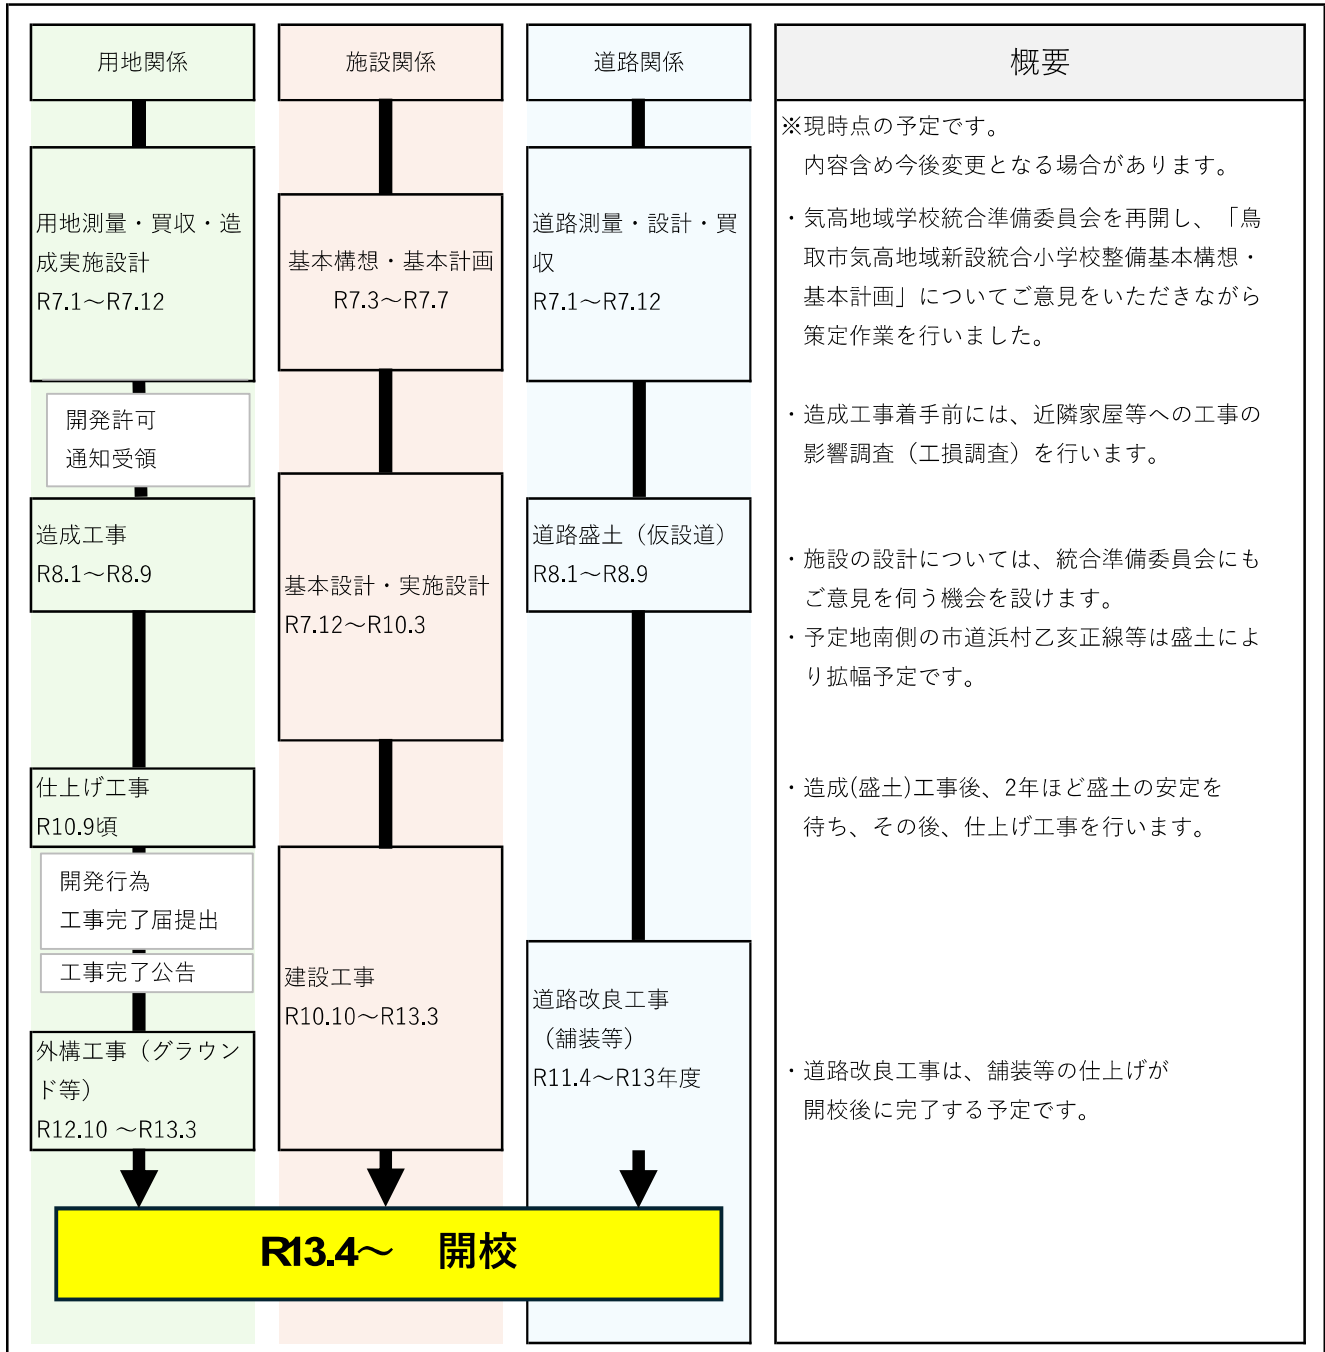 用地関係
用地測量・買収・造
成実施設計
R7.1～R7.12
開発許可
通知受領
造成工事
R8.1～R8.9
仕上げ工事
R10.9頃
開発行為
工事完了届提出
工事完了公告
外構工事（グラウン
ド等）
R12.10 ～R13.3
施設関係
基本構想・基本計画
R7.3～R7.7
基本設計・実施設計
R7.12～R10.3
建設工事
R10.10～R13.3
道路関係
道路測量・設計・買
収
R7.1～R7.12
道路盛土（仮設道）
R8.1～R8.9
道路改良工事
（舗装等）
R11.4～R13年度
R13.4～　開校
概要
※現時点の予定です。
内容含め今後変更となる場合があります。
・気高地域学校統合準備委員会を再開し、「鳥
取市気高地域新設統合小学校整備基本構想・
基本計画」についてご意見をいただきながら
策定作業を行いました。
・造成工事着手前には、近隣家屋等への工事の
影響調査（工損調査）を行います。
・施設の設計については、統合準備委員会にも
ご意見を伺う機会を設けます。
・予定地南側の市道浜村乙亥正線等は盛土によ
り拡幅予定です。
・造成(盛土)工事後、2年ほど盛土の安定を
待ち、その後、仕上げ工事を行います。
・道路改良工事は、舗装等の仕上げが
開校後に完了する予定です。